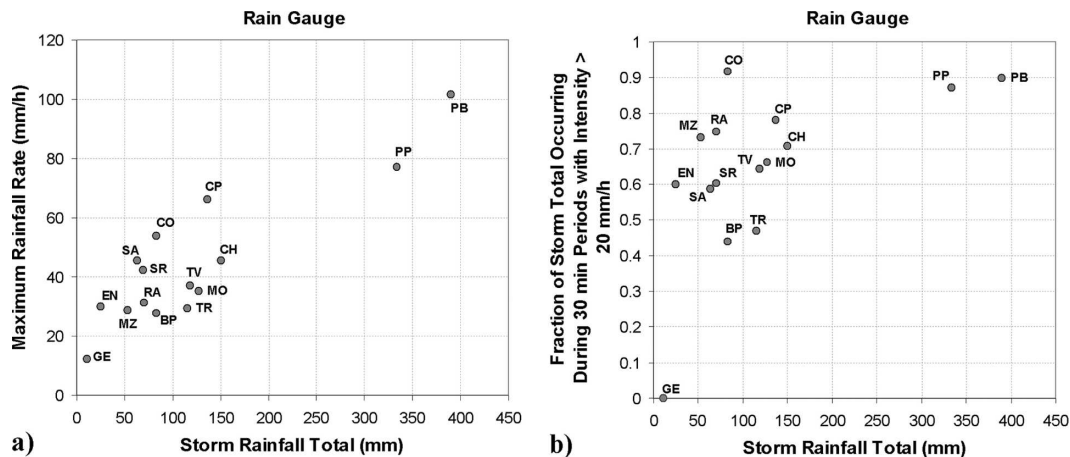 Rain Gauge
Maximum Rainfall Rate (mm/h)
120
100
80
60
40
20
0
PB
PP
CP
CO
SA
CH
SR
TV
EN
RA
MO
MZ
BP
TR
GE
0 50 100 150 200 250 300 350 400 450
a) Storm Rainfall Total (mm)
Rain Gauge
Fraction of Storm Total Occurring
During 30 min Periods with Intensity >
20 mm/h
1
0.9
0.8
0.7
0.6
0.5
0.4
0.3
0.2
0.1
0
CO
PP
PB
CP
RA
MZ
CH
TV
MO
EN
SR
SA
TR
BP
GE
0 50 100 150 200 250 300 350 400 450
b) Storm Rainfall Total (mm)